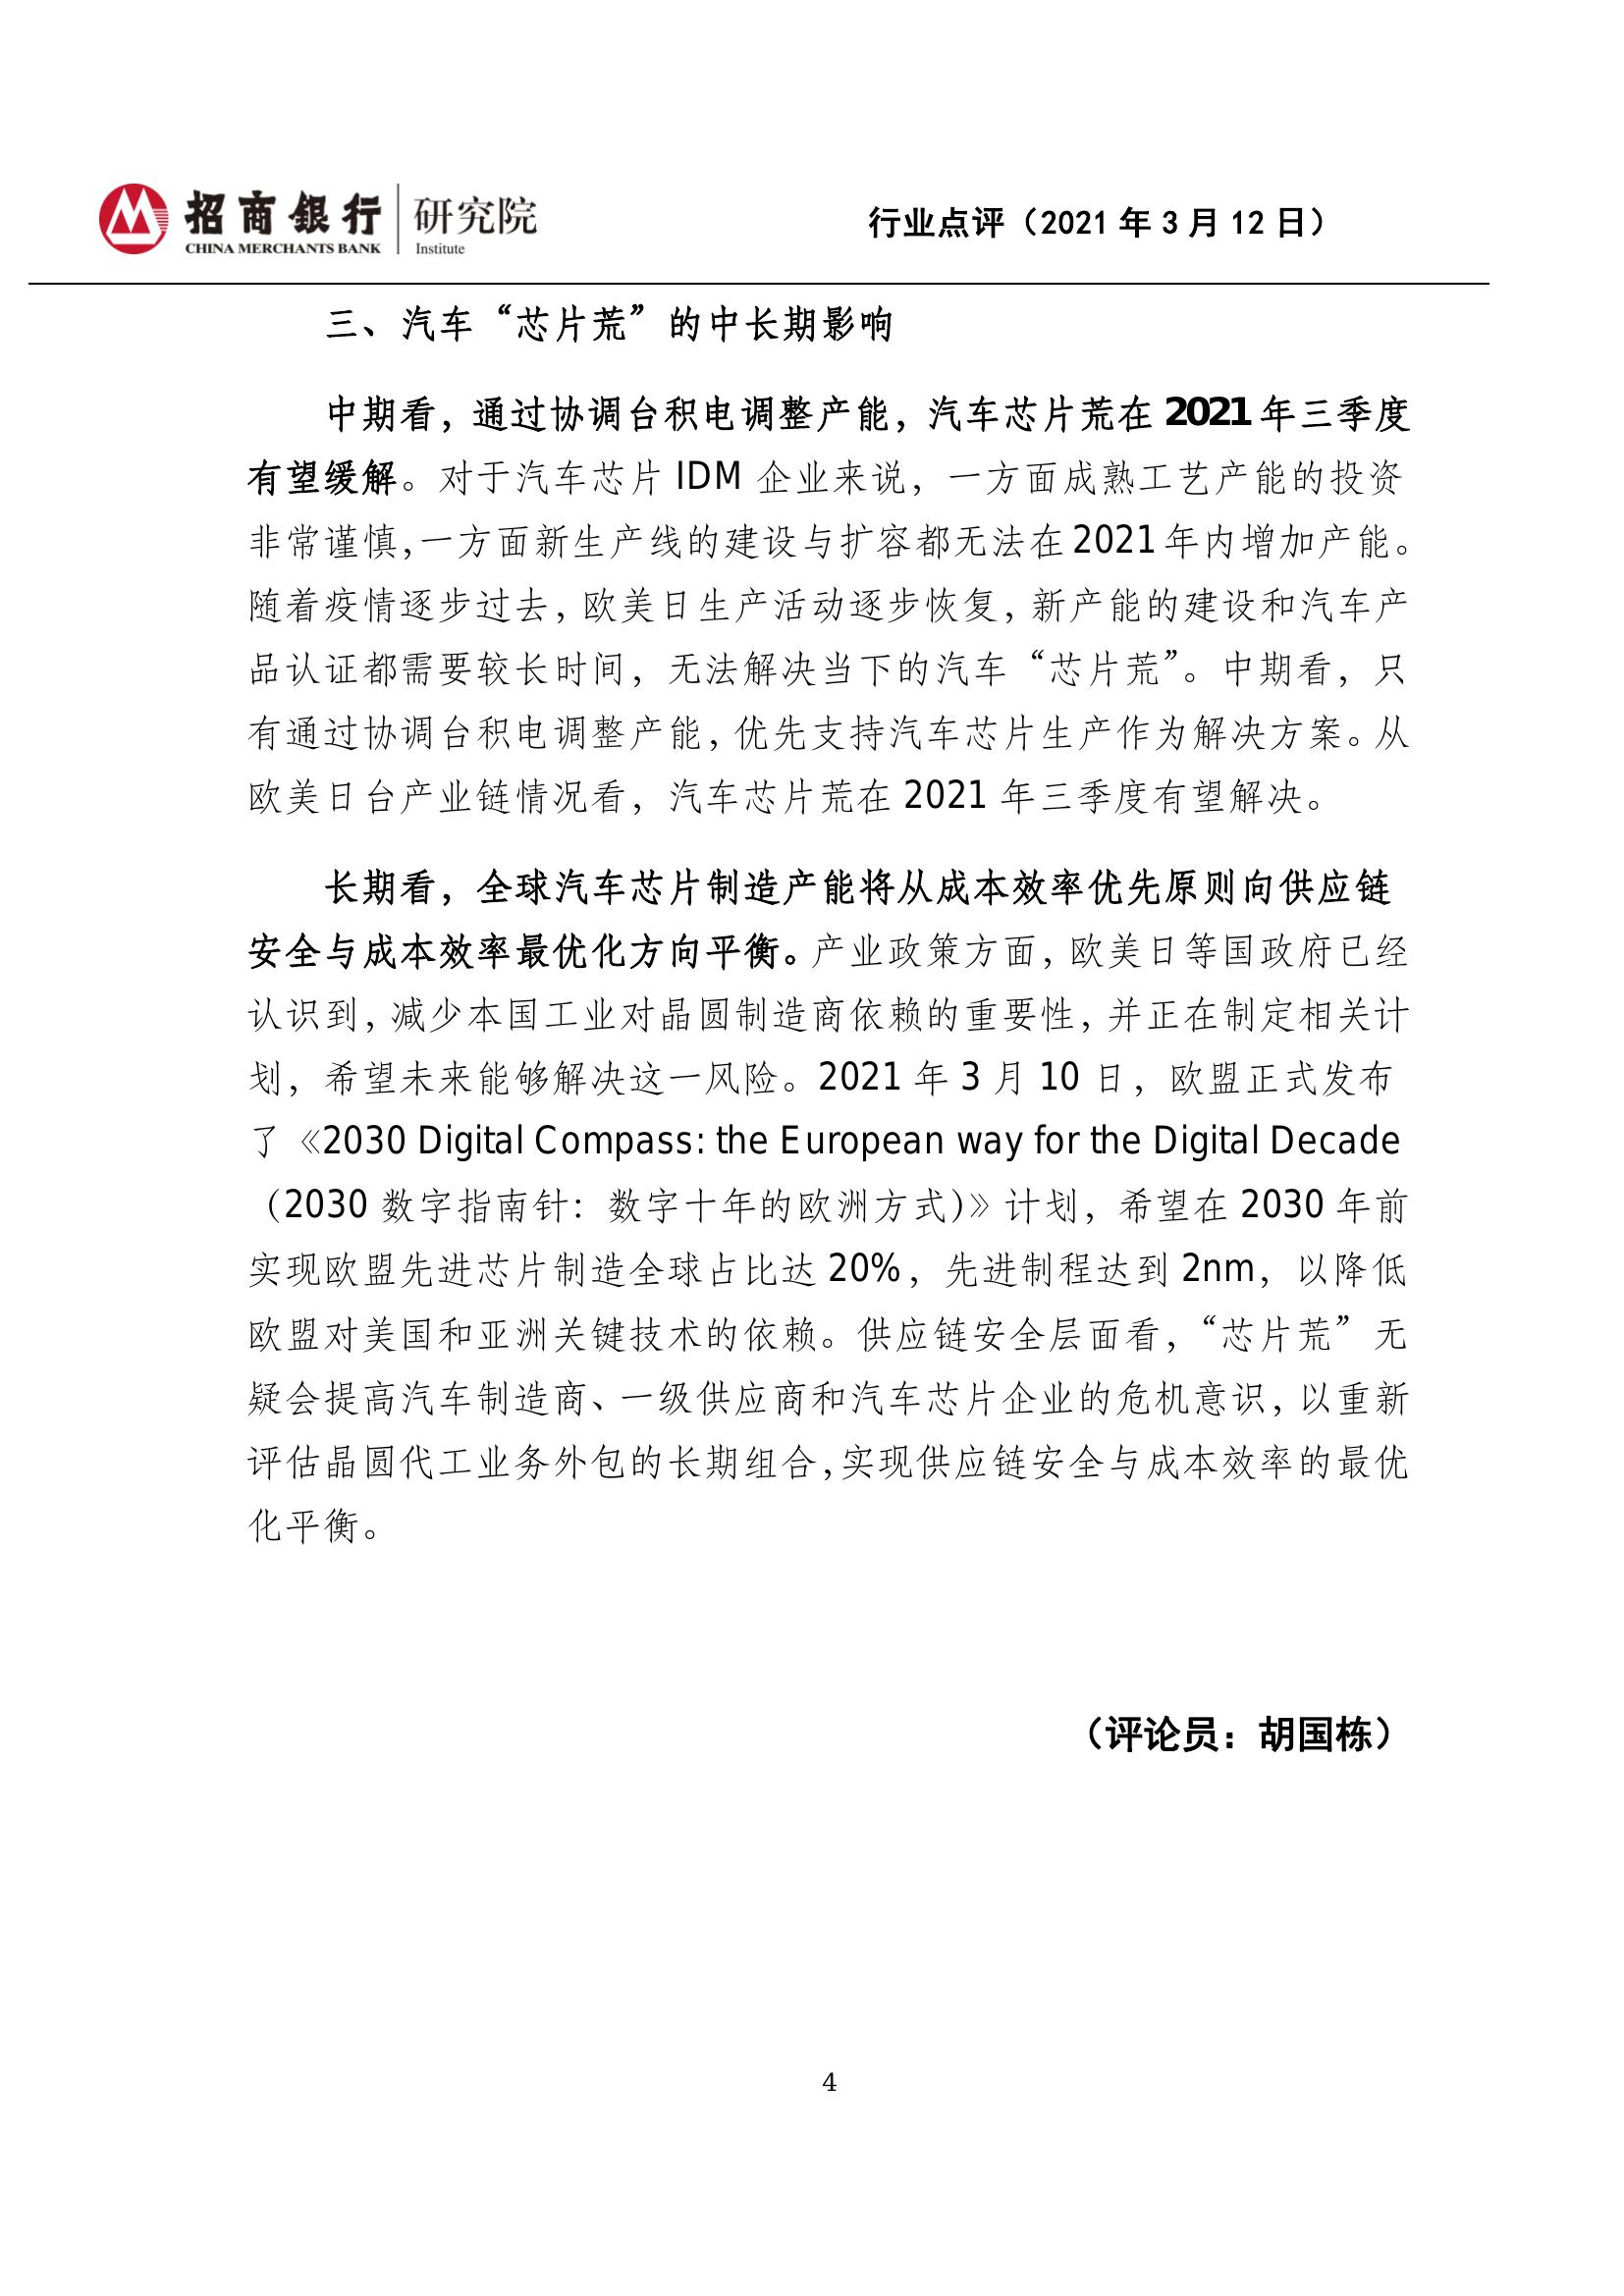 招商银行 研究院
CHINA MERCHANTS BANK Institute
行业点评（2021 年 3 月 12 日）
三、汽车“芯片荒”的中长期影响
中期看，通过协调台积电调整产能，汽车芯片荒在 2021 年三季度
有望缓解。对于汽车芯片 IDM 企业来说，一方面成熟工艺产能的投资
非常谨慎，一方面新生产线的建设与扩容都无法在 2021 年内增加产能。
随着疫情逐步过去，欧美日生产活动逐步恢复，新产能的建设和汽车产
品认证都需要较长时间，无法解决当下的汽车“芯片荒”。中期看，只
有通过协调台积电调整产能，优先支持汽车芯片生产作为解决方案。从
欧美日台产业链情况看，汽车芯片荒在 2021 年三季度有望解决。
长期看，全球汽车芯片制造产能将从成本效率优先原则向供应链
安全与成本效率最优化方向平衡。产业政策方面，欧美日等国政府已经
认识到，减少本国工业对晶圆制造商依赖的重要性，并正在制定相关计
划，希望未来能够解决这一风险。2021 年 3 月 10 日，欧盟正式发布
了《2030 Digital Compass: the European way for the Digital Decade
（2030 数字指南针：数字十年的欧洲方式）》计划，希望在 2030 年前
实现欧盟先进芯片制造全球占比达 20%，先进制程达到 2nm，以降低
欧盟对美国和亚洲关键技术的依赖。供应链安全层面看，“芯片荒”无
疑会提高汽车制造商、一级供应商和汽车芯片企业的危机意识，以重新
评估晶圆代工业务外包的长期组合，实现供应链安全与成本效率的最优
化平衡。
（评论员：胡国栋）
4